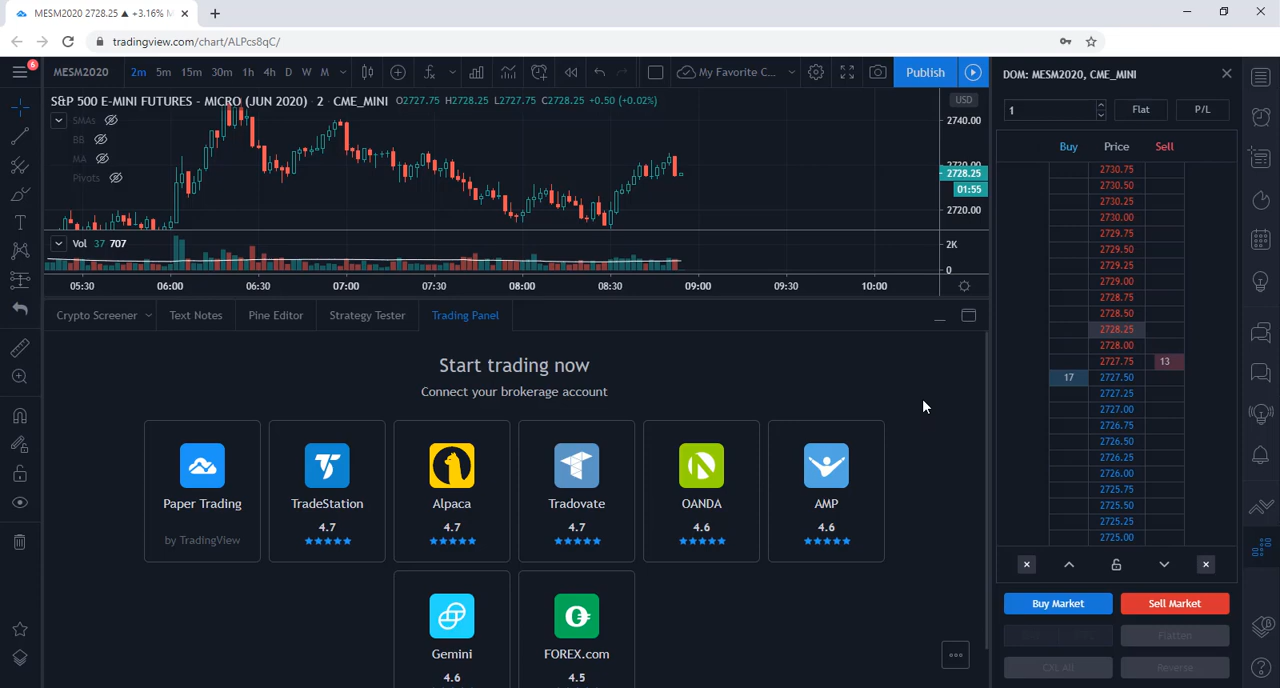 MESM2020 2728.25 ▲ +3.16% M
tradingview.com/chart/ALPcs8qC/
6
MESM2020 2m 5m 15m 30m 1h 4h D W M My Favorite C... Publish
S&P 500 E-MINI FUTURES - MICRO (JUN 2020) · 2 · CME_MINI O2727.75 H2728.25 L2727.75 C2728.25 +0.50 (+0.02%)
SMAs
BB
MA
Pivots
USD
2740.00
2728.25
01:55
2720.00
Vol 37 707
2K
0
05:30 06:00 06:30 07:00 07:30 08:00 08:30 09:00 09:30 10:00
Crypto Screener Text Notes Pine Editor Strategy Tester Trading Panel
Start trading now
Connect your brokerage account
Paper Trading
by TradingView
TradeStation
4.7
Alpaca
4.7
Tradovate
4.7
OANDA
4.6
AMP
4.6
Gemini
4.6
FOREX.com
4.5
DOM: MESM2020, CME_MINI
1 Flat P/L
Buy Price Sell
2730.75
2730.50
2730.25
2730.00
2729.75
2729.50
2729.25
2729.00
2728.75
2728.50
2728.25
2728.00
2727.75 13
17 2727.50
2727.25
2727.00
2726.75
2726.50
2726.25
2726.00
2725.75
2725.50
2725.25
2725.00
Buy Market Sell Market
Flatten
CXL All Reverse